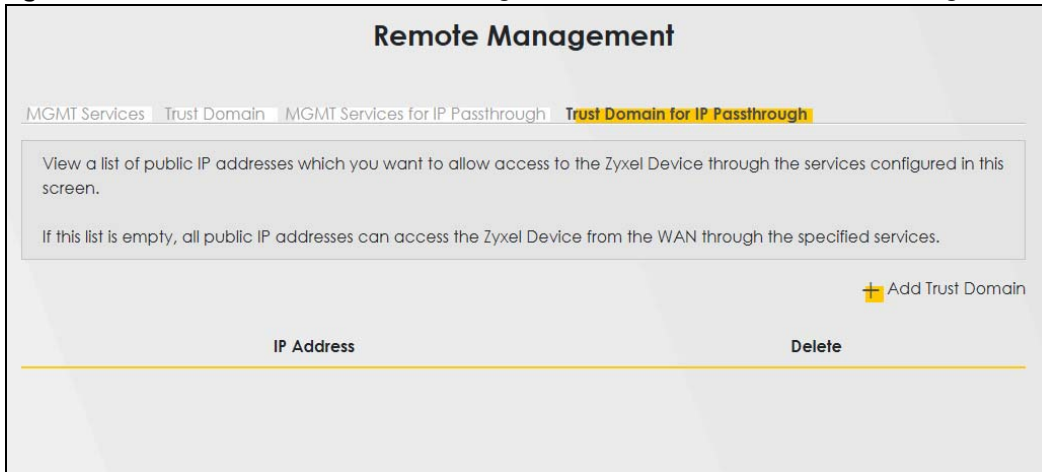 Remote Management
MGMT Services Trust Domain MGMT Services for IP Passthrough Trust Domain for IP Passthrough
View a list of public IP addresses which you want to allow access to the Zyxel Device through the services configured in this
screen.
If this list is empty, all public IP addresses can access the Zyxel Device from the WAN through the specified services.
+ Add Trust Domain
IP Address Delete